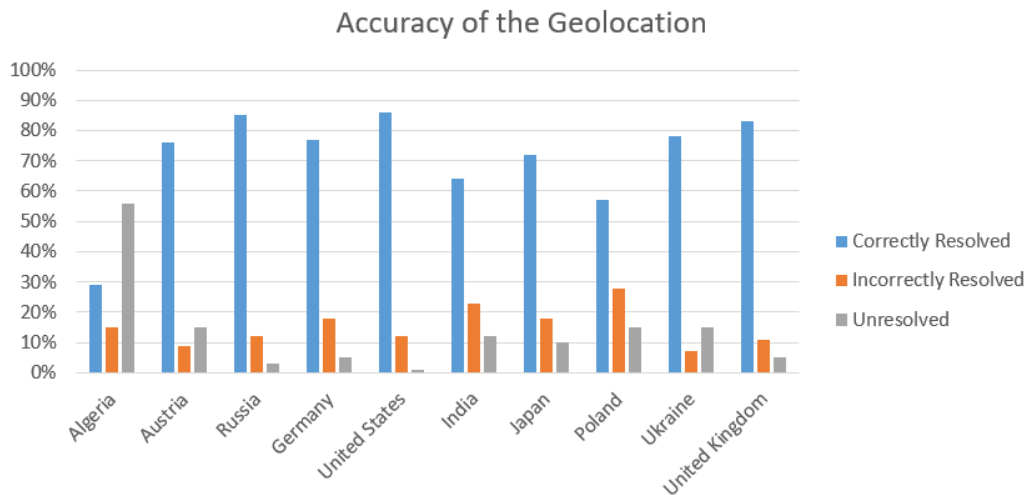 Accuracy of the Geolocation
100%
90%
80%
70%
60%
50%
40%
30%
20%
10%
0%
Algeria
Austria
Russia
Germany
United States
India
Japan
Poland
Ukraine
United Kingdom
Correctly Resolved
Incorrectly Resolved
Unresolved